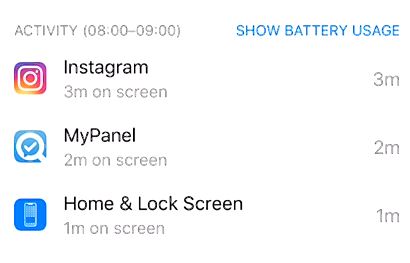 ACTIVITY (08:00–09:00) SHOW BATTERY USAGE
Instagram
3m on screen 3m
MyPanel
2m on screen 2m
Home & Lock Screen
1m on screen 1m